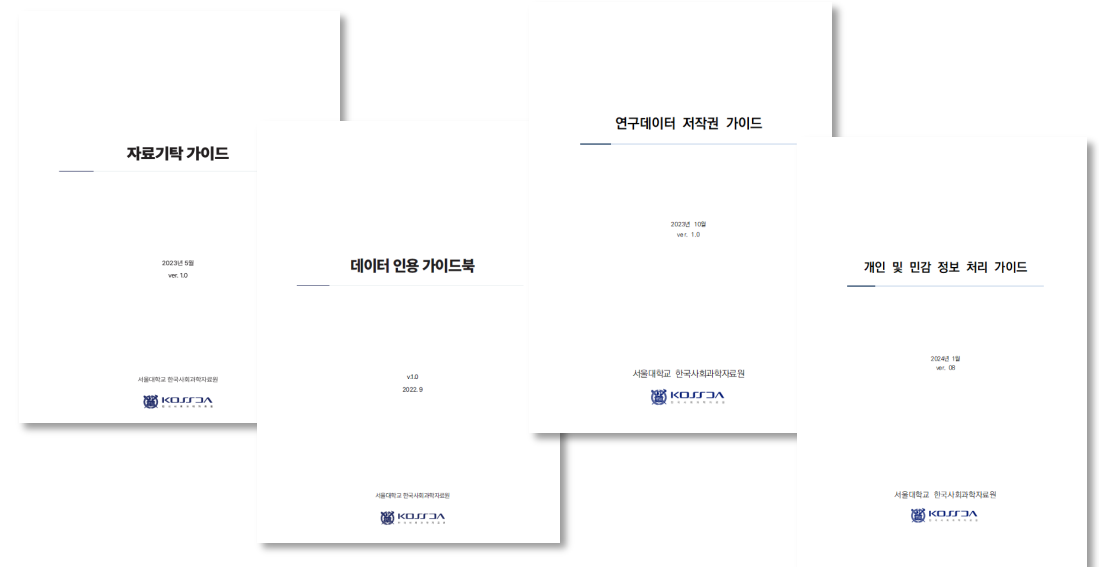 자료기탁 가이드
2023년 5월
ver. 1.0
서울대학교 한국사회과학자료원
KOSSDA
데이터 인용 가이드북
v.1.0
2022. 9
서울대학교 한국사회과학자료원
KOSSDA
연구데이터 저작권 가이드
2023년 10월
ver. 1.0
서울대학교 한국사회과학자료원
KOSSDA
개인 및 민감 정보 처리 가이드
2024년 1월
ver. 08
서울대학교 한국사회과학자료원
KOSSDA